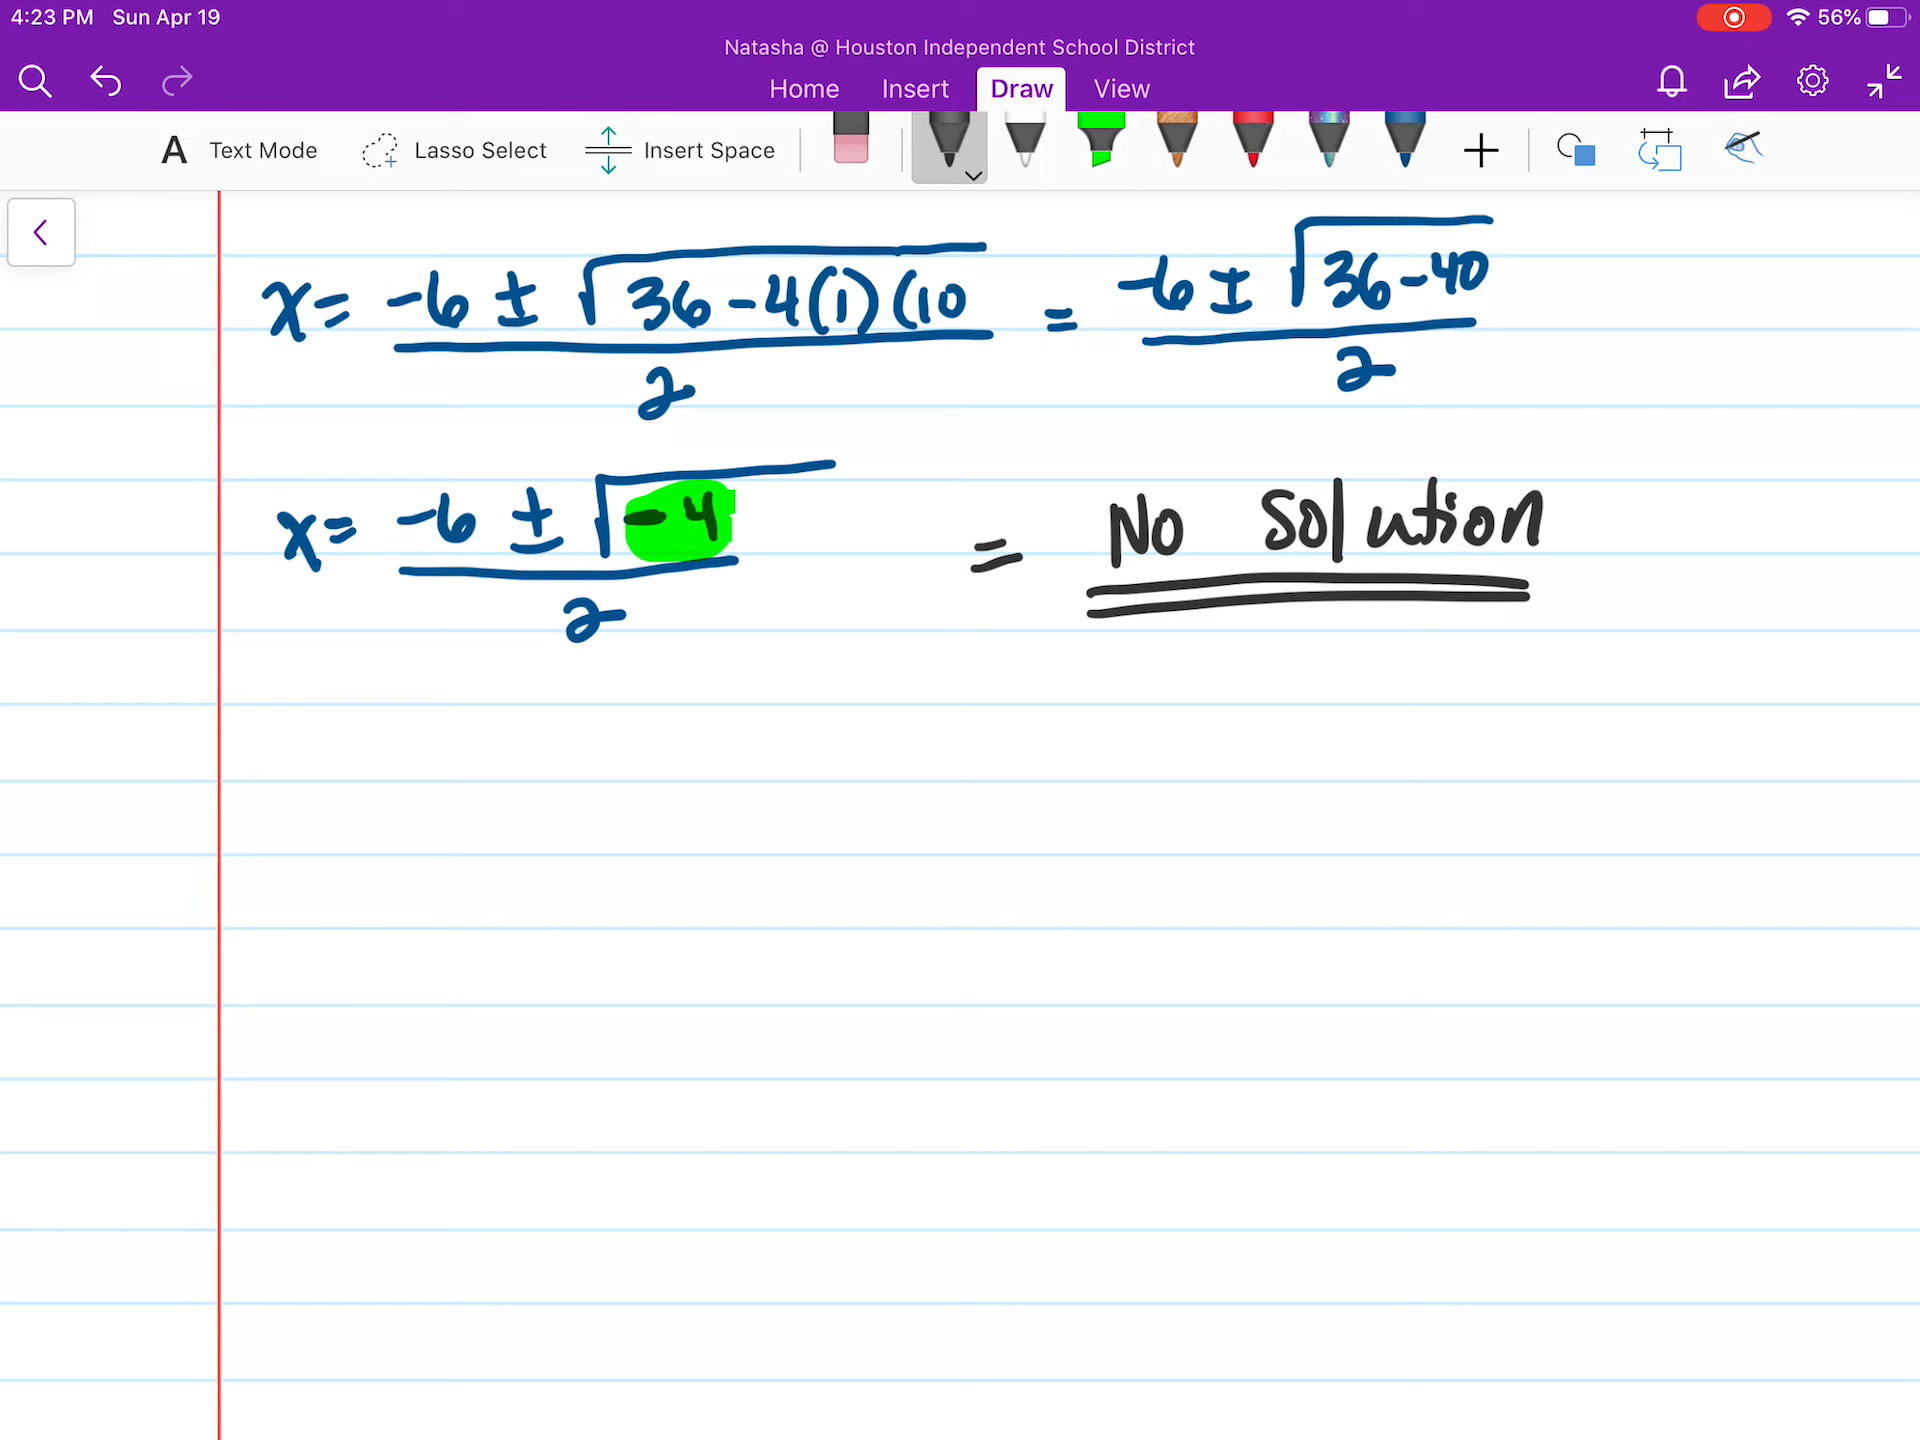 4:23 PM Sun Apr 19
56%
Natasha @ Houston Independent School District
Home Insert Draw View
A Text Mode Lasso Select Insert Space
x = -6 ± √36 - 4(1)(10 / 2 = -6 ± √36 - 40 / 2
x = -6 ± √-4 / 2 = No Solution